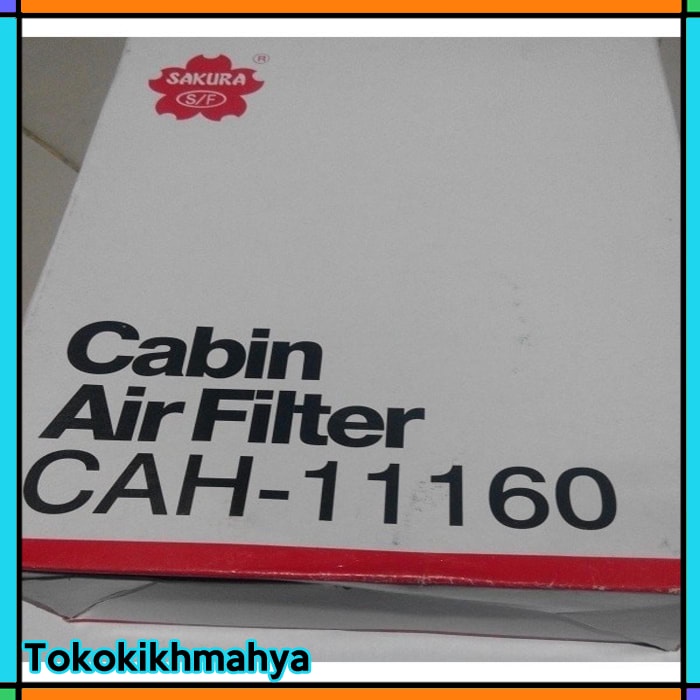 SAKURA
®
S/F
Cabin
Air Filter
CAH-11160
Tokokikhmahya